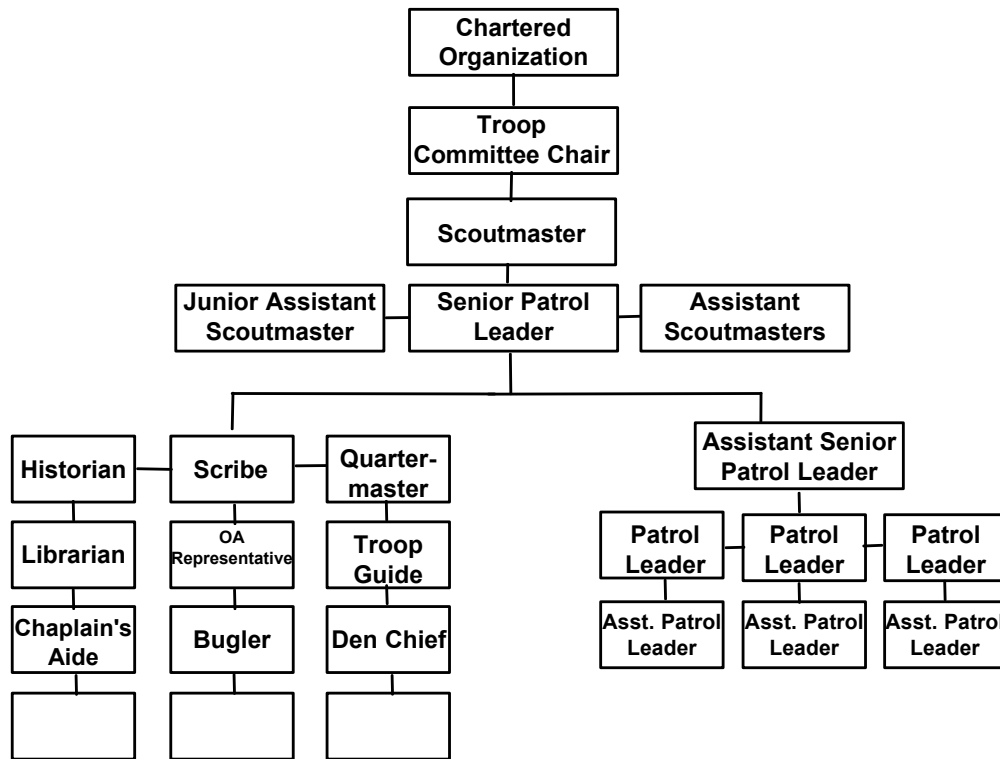 Chartered
Organization
Troop
Committee Chair
Scoutmaster
Junior Assistant
Scoutmaster
Senior Patrol
Leader
Assistant
Scoutmasters
Historian
Scribe
Quarter-
master
Assistant Senior
Patrol Leader
Librarian
OA
Representative
Troop
Guide
Patrol
Leader
Patrol
Leader
Patrol
Leader
Chaplain's
Aide
Bugler
Den Chief
Asst. Patrol
Leader
Asst. Patrol
Leader
Asst. Patrol
Leader